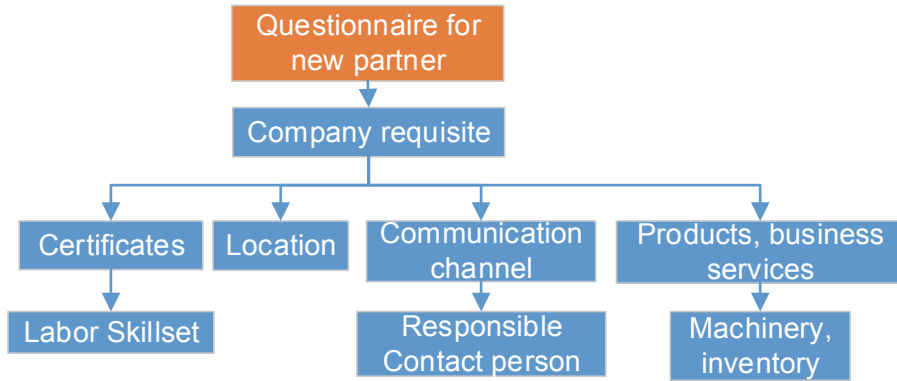 Questionnaire for
new partner
Company requisite
Certificates
Location
Communication
channel
Products, business
services
Labor Skillset
Responsible
Contact person
Machinery,
inventory